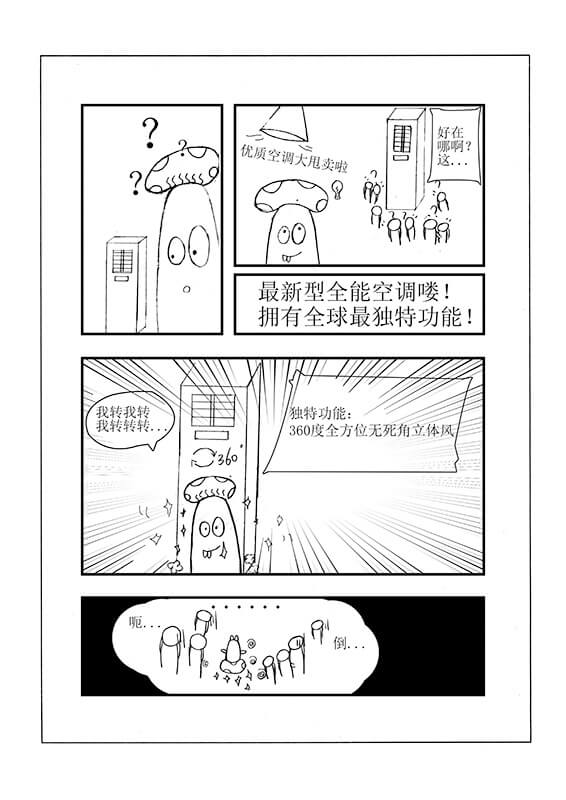 ?
?
?
优质空调大甩卖啦
好在
哪啊?
这...
最新型全能空调喽!
拥有全球最独特功能!
我转我转
我转转转...
360°
独特功能:
360度全方位无死角立体风
......
呃...
倒...